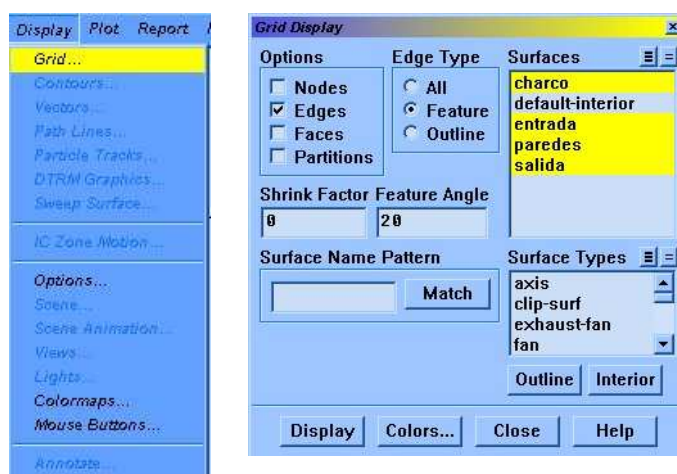 Display Plot Report
Grid...
Contours...
Vectors...
Path Lines...
Particle Tracks...
DTRM Graphics...
Sweep Surface...
IC Zone Motion...
Options...
Scene...
Scene Animation...
Views...
Lights...
Colormaps...
Mouse Buttons...
Annotate...
Grid Display
Options
Nodes
Edges
Faces
Partitions
Edge Type
All
Feature
Outline
Surfaces
charco
default-interior
entrada
paredes
salida
Shrink Factor Feature Angle
0 20
Surface Name Pattern
Match
Surface Types
axis
clip-surf
exhaust-fan
fan
Outline Interior
Display Colors... Close Help